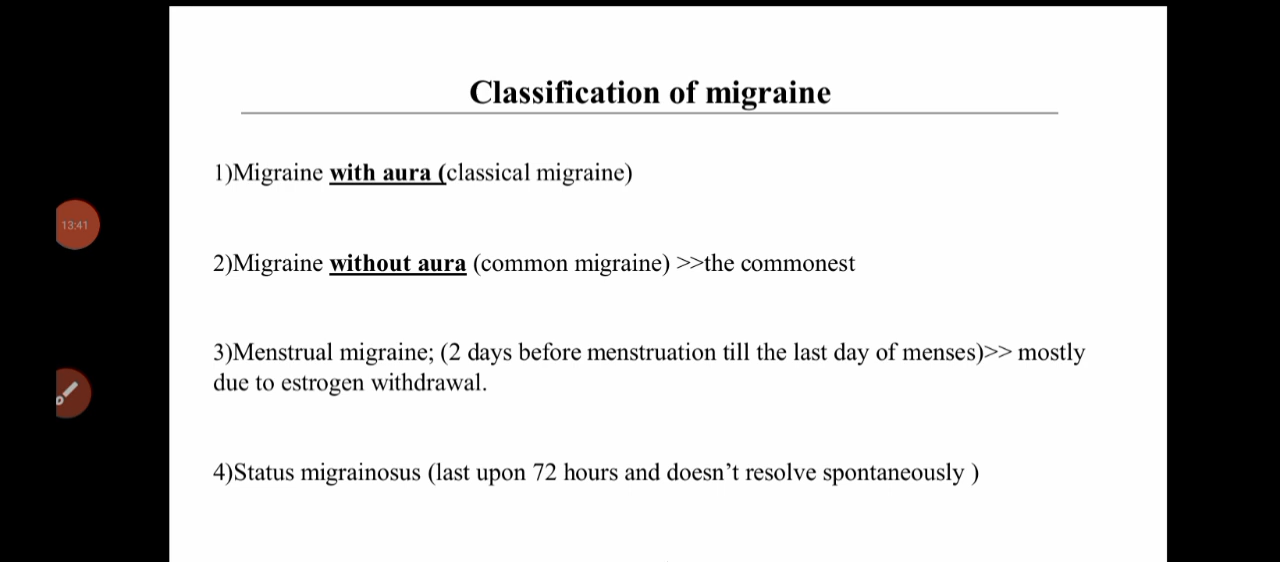 Classification of migraine
1)Migraine with aura (classical migraine)
2)Migraine without aura (common migraine) >>the commonest
13:41
3)Menstrual migraine; (2 days before menstruation till the last day of menses)>> mostly
due to estrogen withdrawal.
4)Status migrainosus (last upon 72 hours and doesn’t resolve spontaneously )